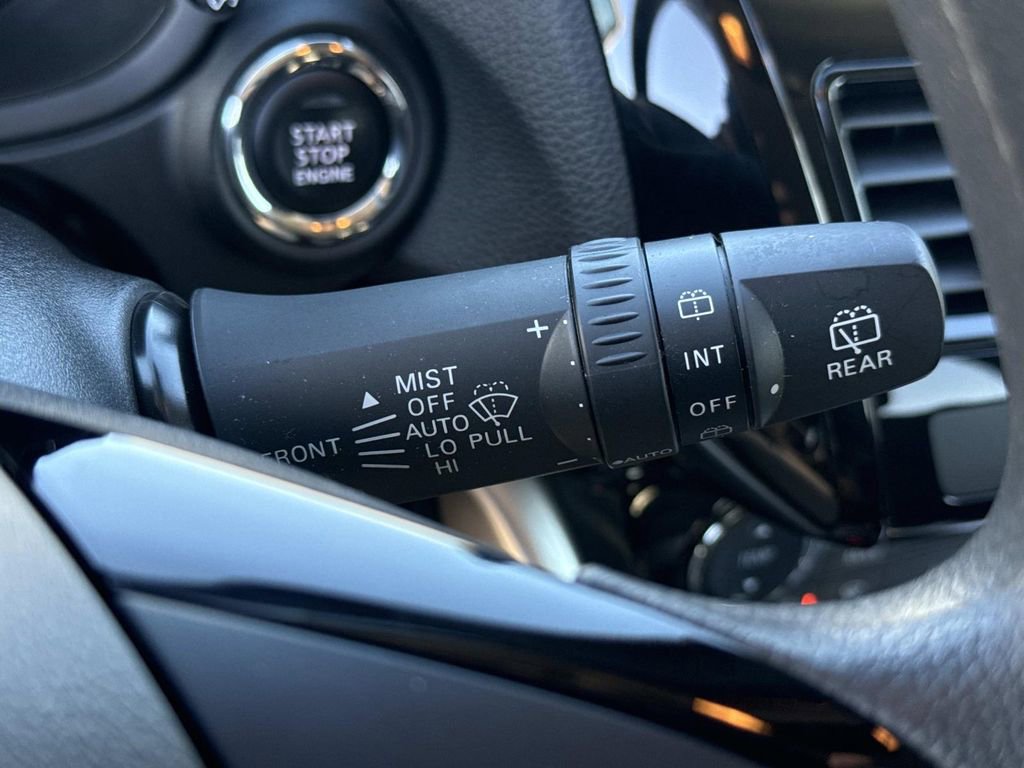 START
STOP
ENGINE
+
MIST
OFF
AUTO
LO
HI
FRONT
PULL
−
AUTO
INT
OFF
REAR